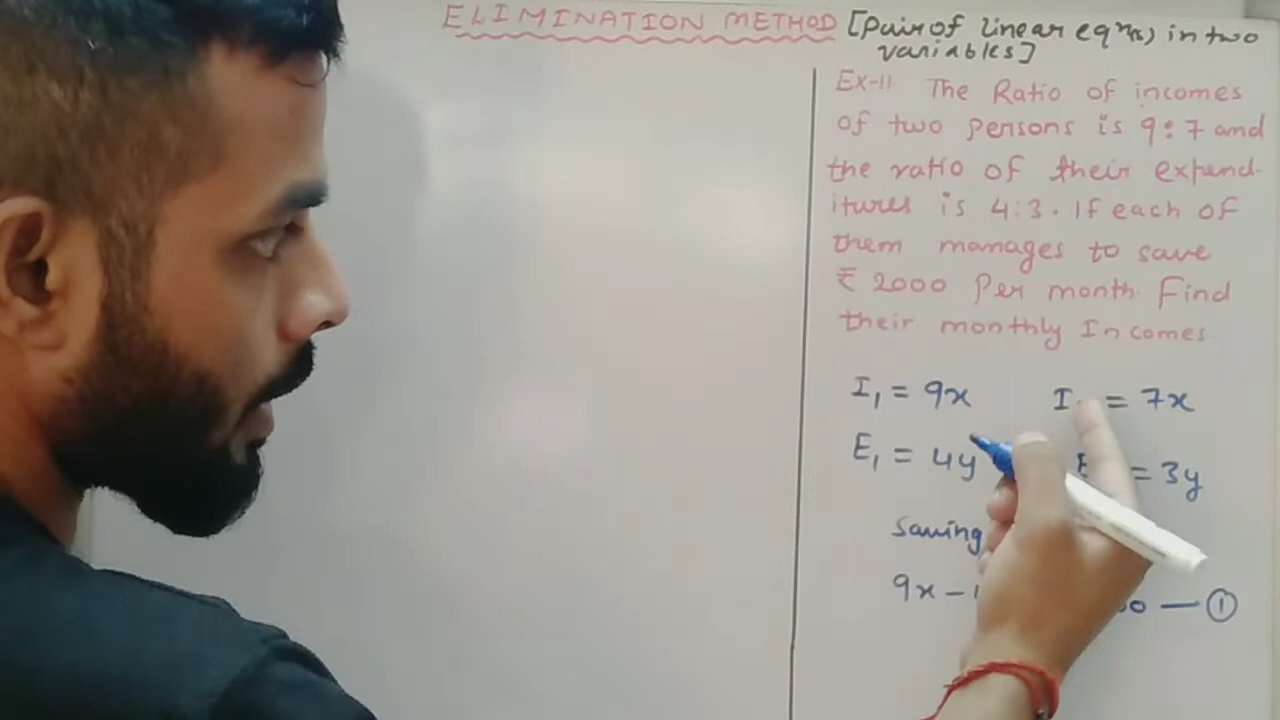 ELIMINATION METHOD [Pair of linear eqns) in two
variables]
Ex-11. The Ratio of incomes
of two persons is 9:7 and
the ratio of their expend-
itures is 4:3. If each of
them manages to save
₹ 2000 Per month. Find
their monthly Incomes
I₁ = 9x I = 7x
E₁ = 4y E = 3y
Saving
9x - — ①